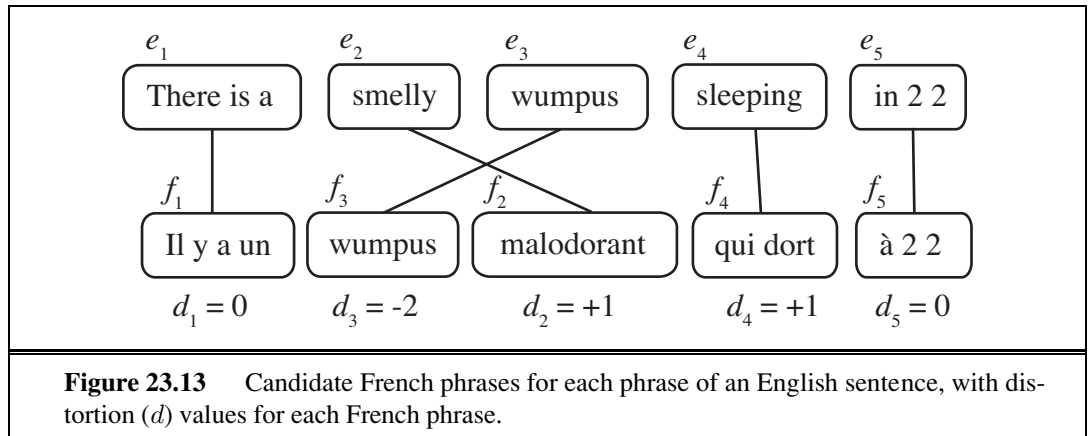 e₁ e₂ e₃ e₄ e₅
There is a smelly wumpus sleeping in 2 2
f₁ f₃ f₂ f₄ f₅
Il y a un wumpus malodorant qui dort à 2 2
d₁ = 0 d₃ = -2 d₂ = +1 d₄ = +1 d₅ = 0
Figure 23.13 Candidate French phrases for each phrase of an English sentence, with dis-
tortion (d) values for each French phrase.